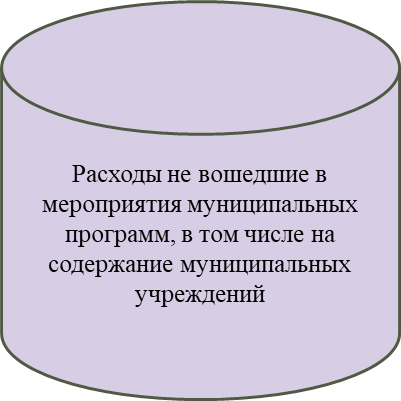 Расходы не вошедшие в
мероприятия муниципальных
программ, в том числе на
содержание муниципальных
учреждений